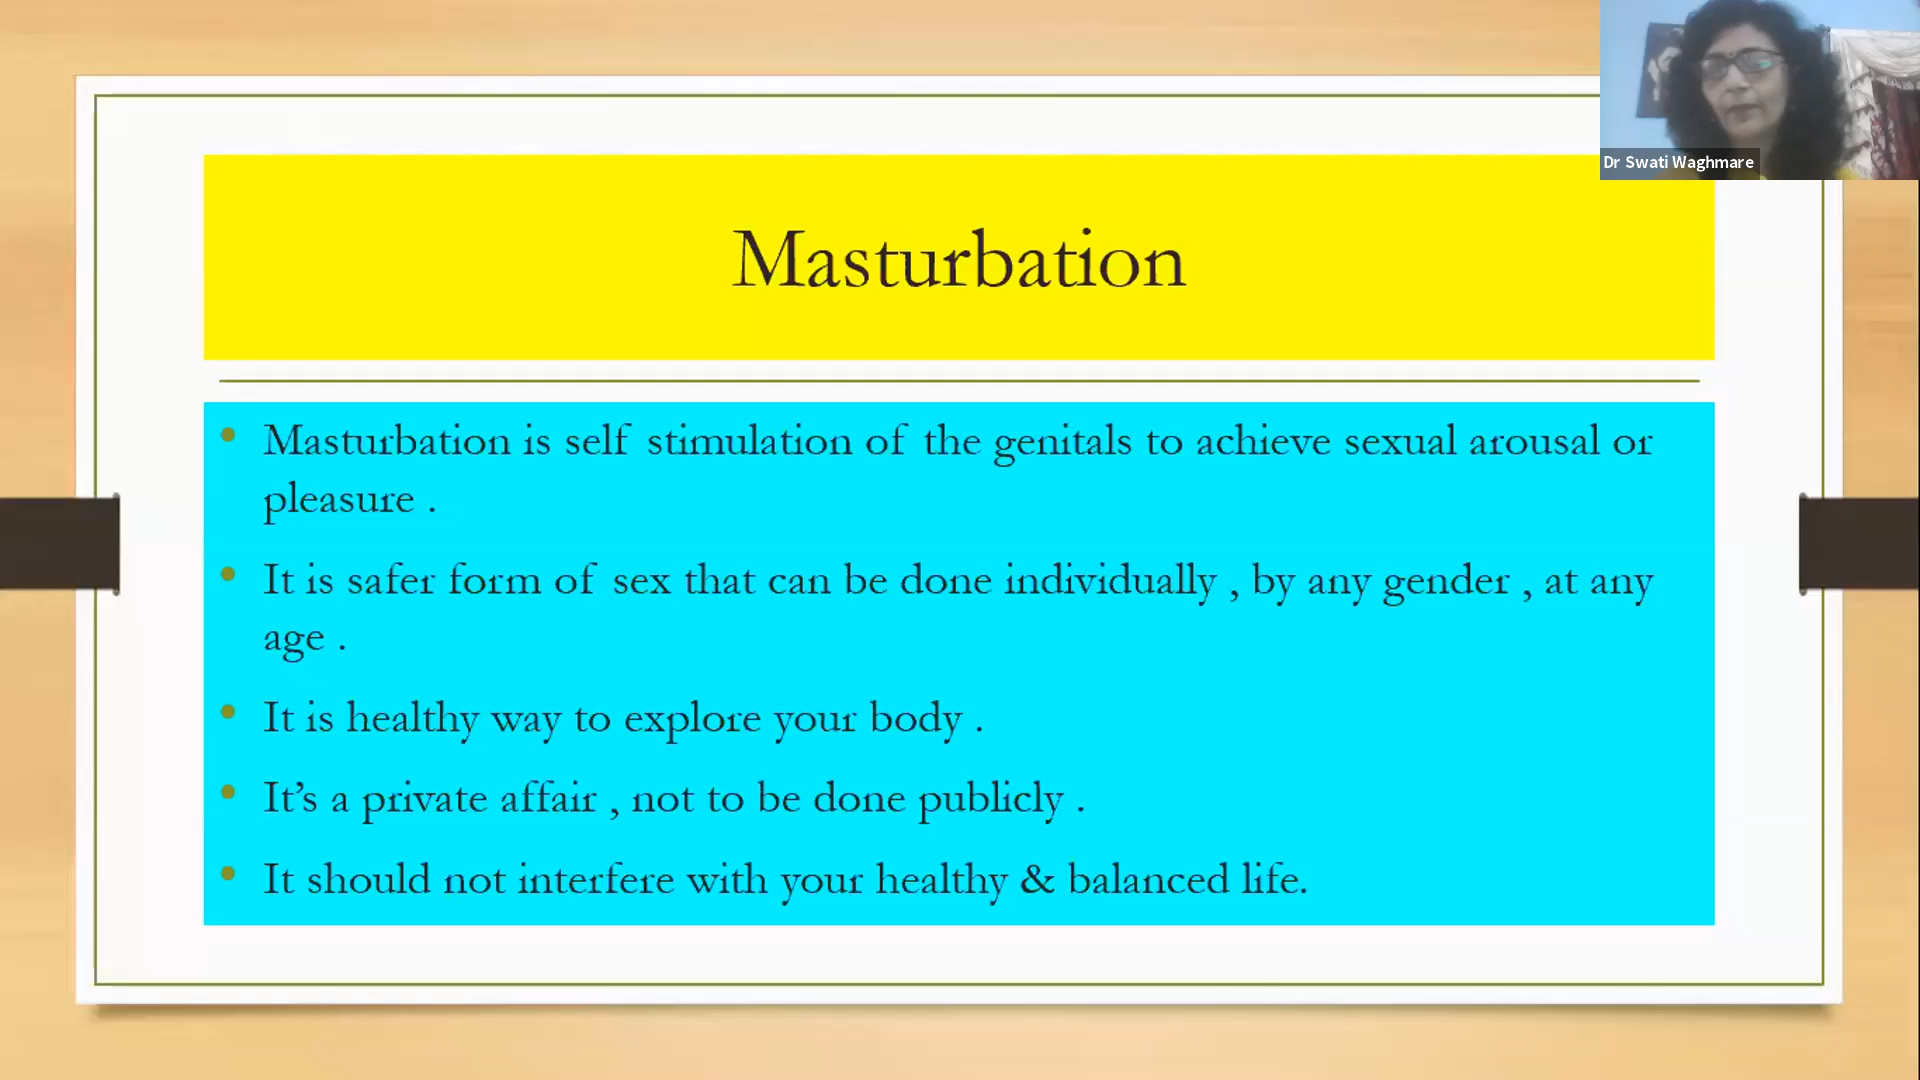 Dr Swati Waghmare
Masturbation
• Masturbation is self stimulation of the genitals to achieve sexual arousal or
pleasure .
• It is safer form of sex that can be done individually , by any gender , at any
age .
• It is healthy way to explore your body .
• It’s a private affair , not to be done publicly .
• It should not interfere with your healthy & balanced life.